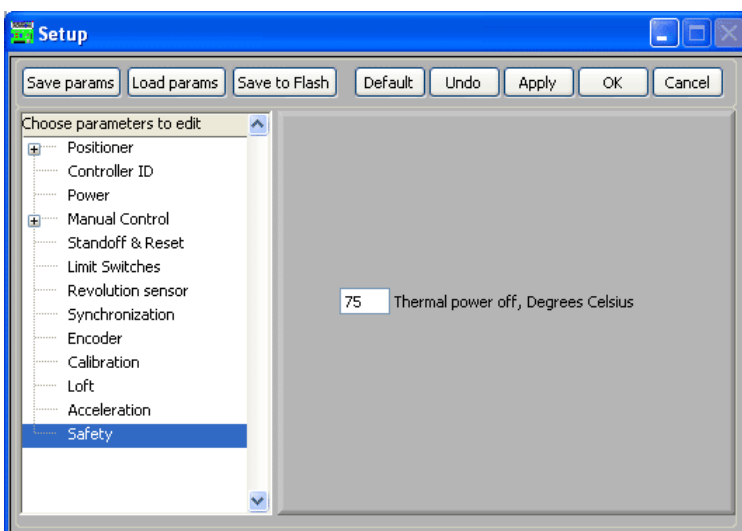 Setup
Save params Load params Save to Flash Default Undo Apply OK Cancel
Choose parameters to edit
Positioner
Controller ID
Power
Manual Control
Standoff & Reset
Limit Switches
Revolution sensor
Synchronization
Encoder
Calibration
Loft
Acceleration
Safety
75 Thermal power off, Degrees Celsius